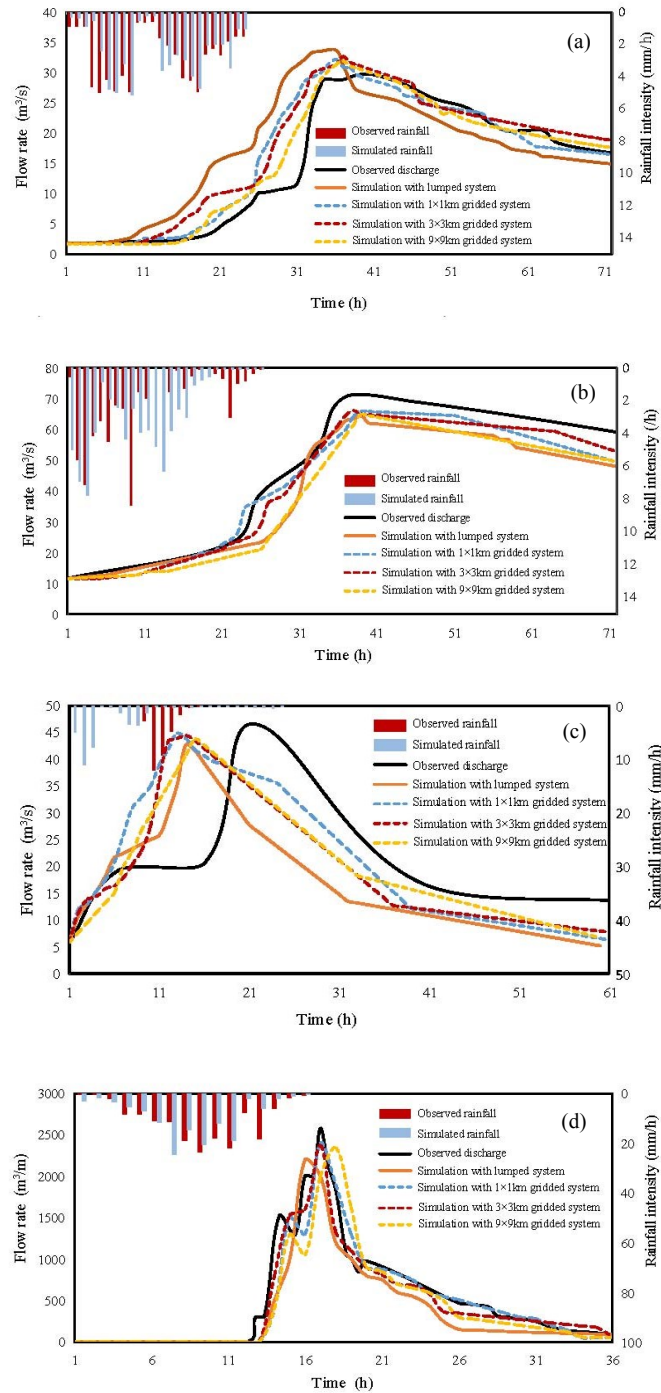 (a)
Flow rate (m³/s)
40
35
30
25
20
15
10
5
0
0
2
4
6
8
10
12
14
Rainfall intensity (mm/h)
Observed rainfall
Simulated rainfall
Observed discharge
Simulation with lumped system
Simulation with 1×1km gridded system
Simulation with 3×3km gridded system
Simulation with 9×9km gridded system
1 11 21 31 41 51 61 71
Time (h)
(b)
Flow rate (m³/s)
80
70
60
50
40
30
20
10
0
0
2
4
6
8
10
12
14
Rainfall intensity (/h)
Observed rainfall
Simulated rainfall
Observed discharge
Simulation with lumped system
Simulation with 1×1km gridded system
Simulation with 3×3km gridded system
Simulation with 9×9km gridded system
1 11 21 31 41 51 61 71
Time (h)
(c)
Flow rate (m³/s)
50
45
40
35
30
25
20
15
10
5
0
0
10
20
30
40
50
Rainfall intensity (mm/h)
Observed rainfall
Simulated rainfall
Observed discharge
Simulation with lumped system
Simulation with 1×1km gridded system
Simulation with 3×3km gridded system
Simulation with 9×9km gridded system
1 11 21 31 41 51 61
Time (h)
(d)
Flow rate (m³/m)
3000
2500
2000
1500
1000
500
0
0
20
40
60
80
100
Rainfall intensity (mm/h)
Observed rainfall
Simulated rainfall
Observed discharge
Simulation with lumped system
Simulation with 1×1km gridded system
Simulation with 3×3km gridded system
Simulation with 9×9km gridded system
1 6 11 16 21 26 31 36
Time (h)